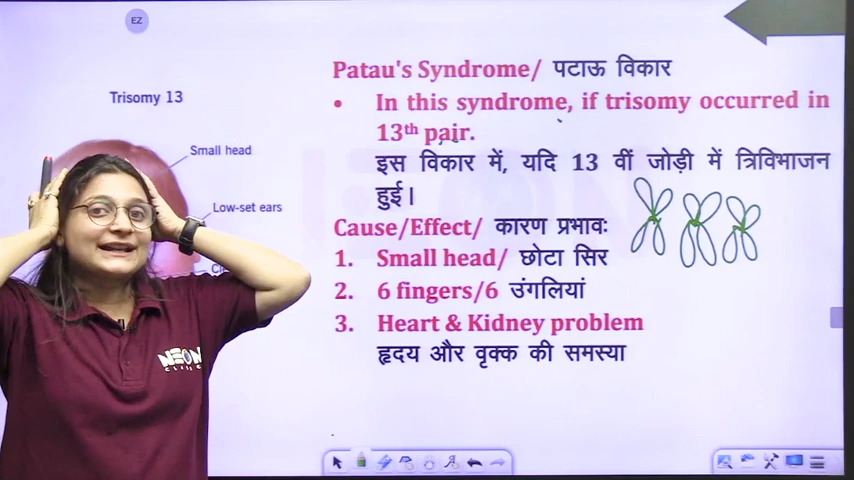 EZ
Trisomy 13
Small head
Low-set ears
Patau's Syndrome/ पटाऊ विकार
• In this syndrome, if trisomy occurred in
13th pair.
इस विकार में, यदि 13 वीं जोड़ी में त्रिविभाजन
हुई।
Cause/Effect/ कारण प्रभावः
1. Small head/ छोटा सिर
2. 6 fingers/6 उंगलियां
3. Heart & Kidney problem
हृदय और वृक्क की समस्या
NEON
CLASSES